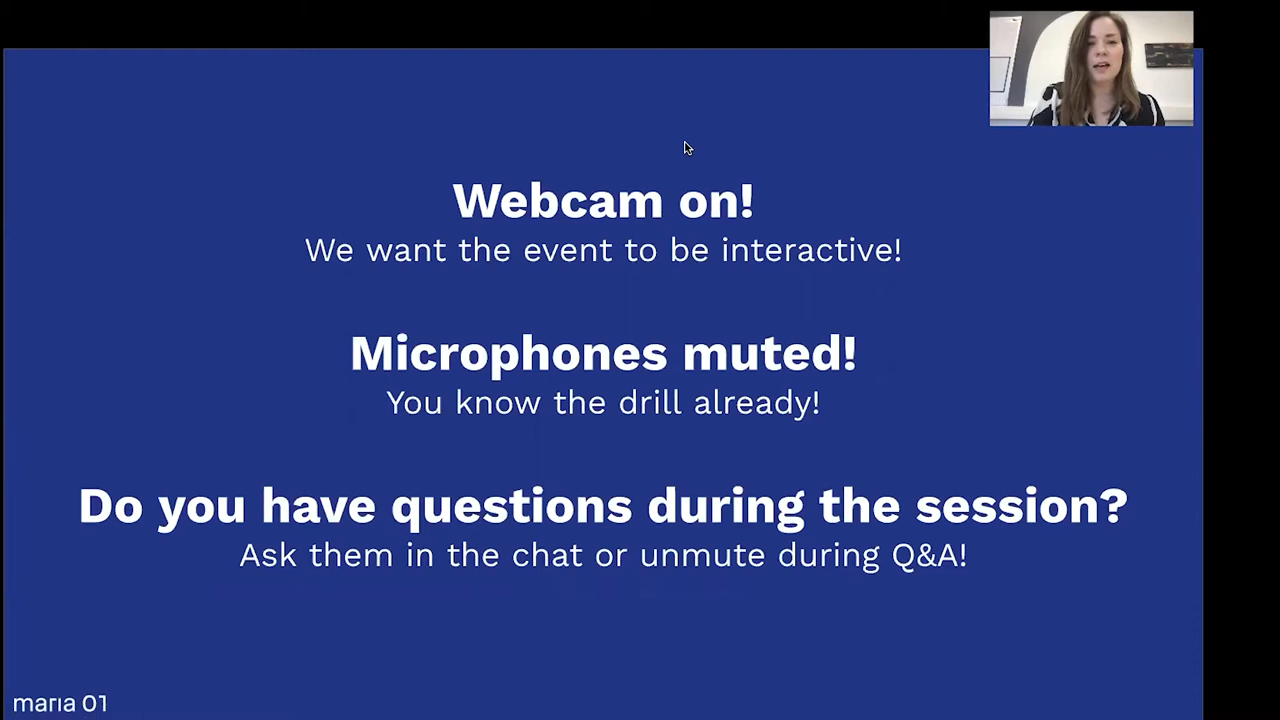 Webcam on!
We want the event to be interactive!
Microphones muted!
You know the drill already!
Do you have questions during the session?
Ask them in the chat or unmute during Q&A!
maria 01